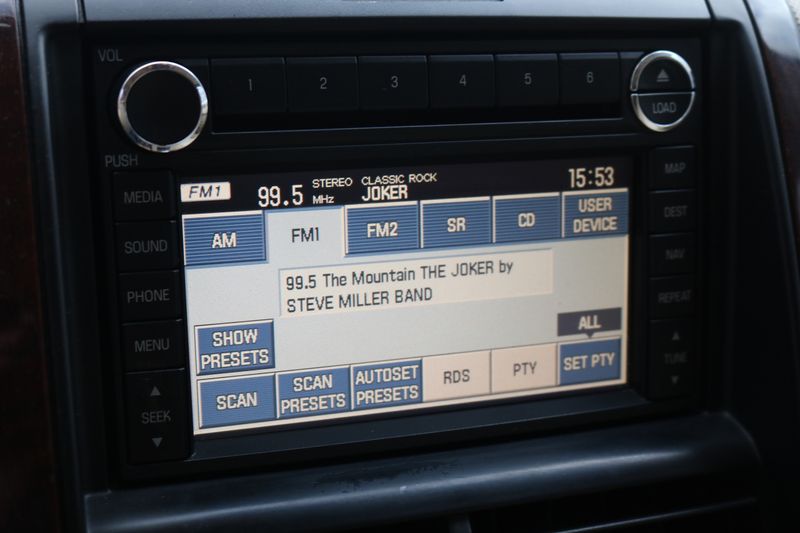 VOL
1 2 3 4 5 6
LOAD
PUSH
MEDIA
SOUND
PHONE
MENU
SEEK
FM1 99.5 MHz STEREO CLASSIC ROCK 15:53
JOKER
AM FM1 FM2 SR CD USER DEVICE
99.5 The Mountain THE JOKER by
STEVE MILLER BAND
ALL
SHOW
PRESETS
SCAN SCAN PRESETS AUTOSET PRESETS RDS PTY SET PTY
MAP
DEST
NAV
REPEAT
TUNE